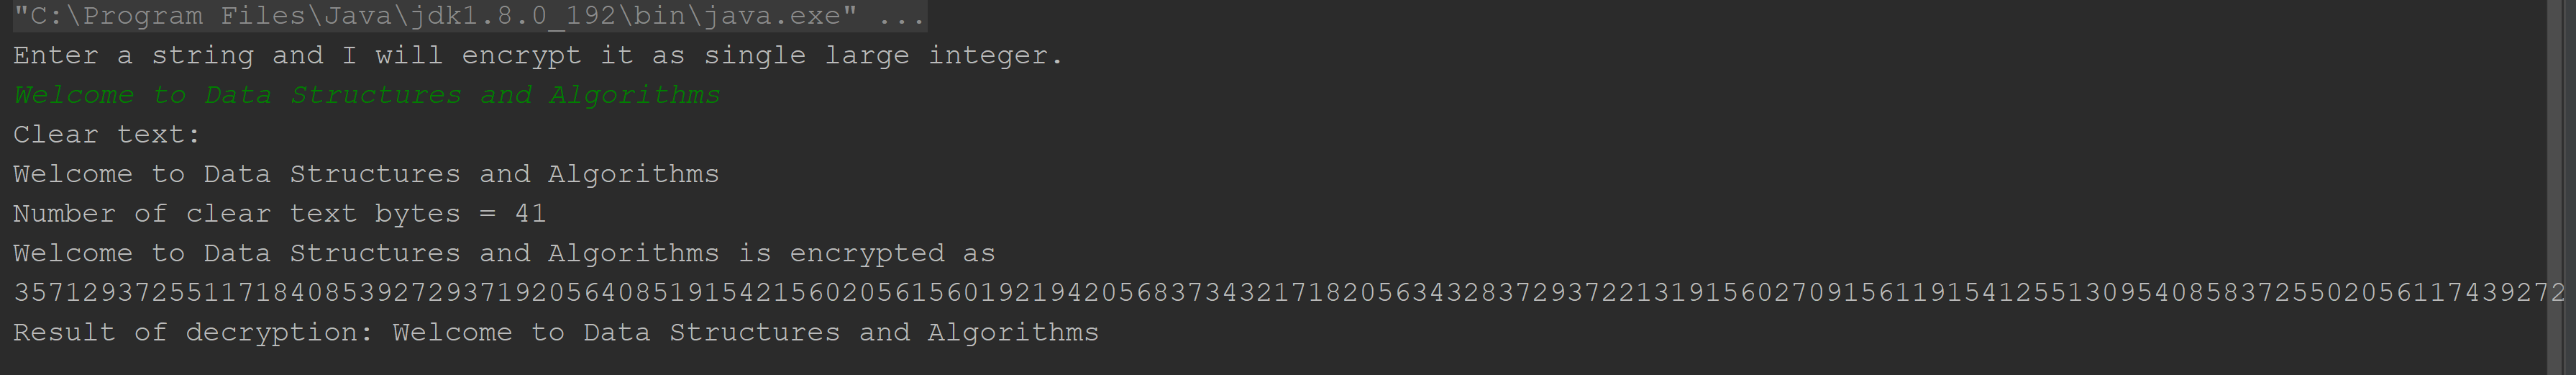 "C:\Program Files\Java\jdk1.8.0_192\bin\java.exe" ...
Enter a string and I will encrypt it as single large integer.
Welcome to Data Structures and Algorithms
Clear text:
Welcome to Data Structures and Algorithms
Number of clear text bytes = 41
Welcome to Data Structures and Algorithms is encrypted as
3571293725511718408539272937192056408519154215602056156019219420568373432171820563432837293722131915602709156119154125513095408583725502056117439272
Result of decryption: Welcome to Data Structures and Algorithms